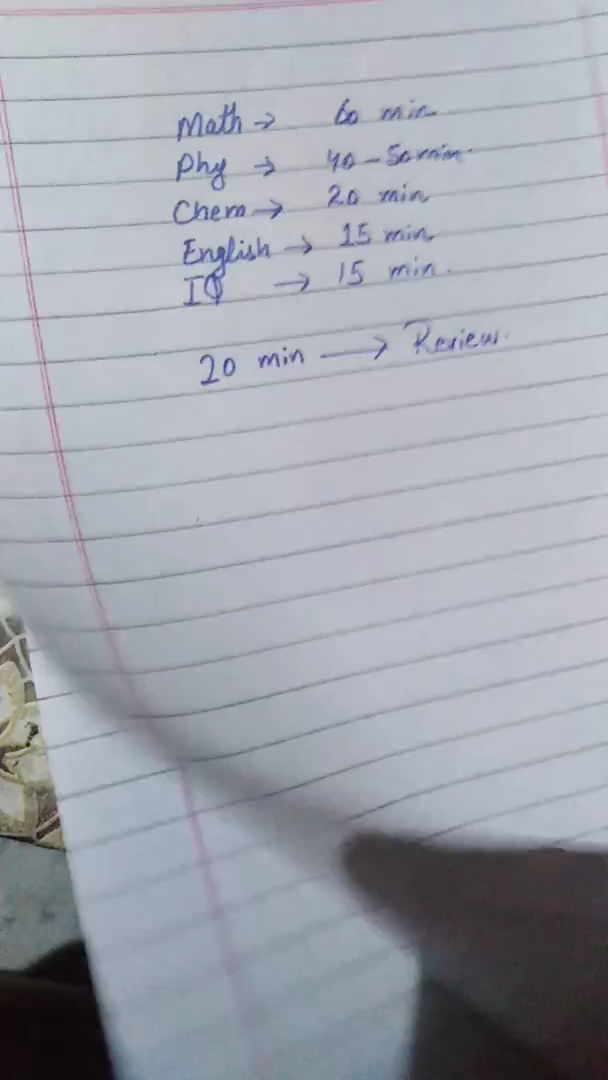 Math → 60 min
Phy → 40 - 50 min.
Chem → 20 min
English → 15 min
IQ → 15 min.
20 min → Review.